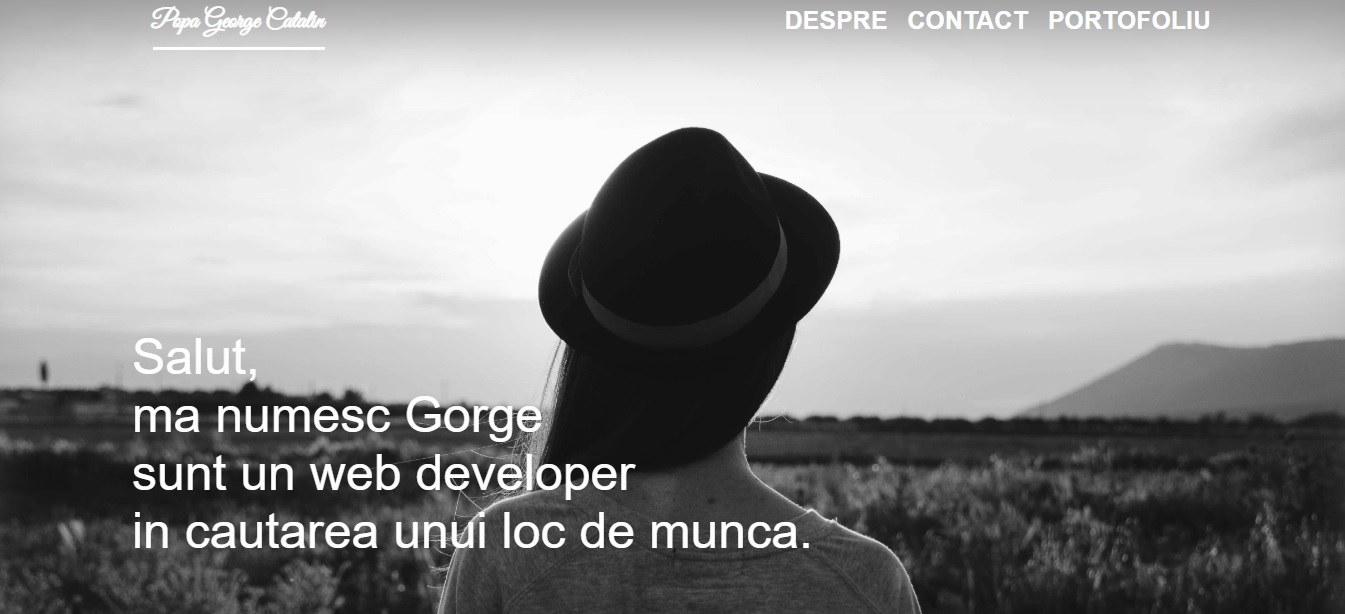 Popa George Catalin
DESPRE CONTACT PORTOFOLIU
Salut,
ma numesc Gorge
sunt un web developer
in cautarea unui loc de munca.